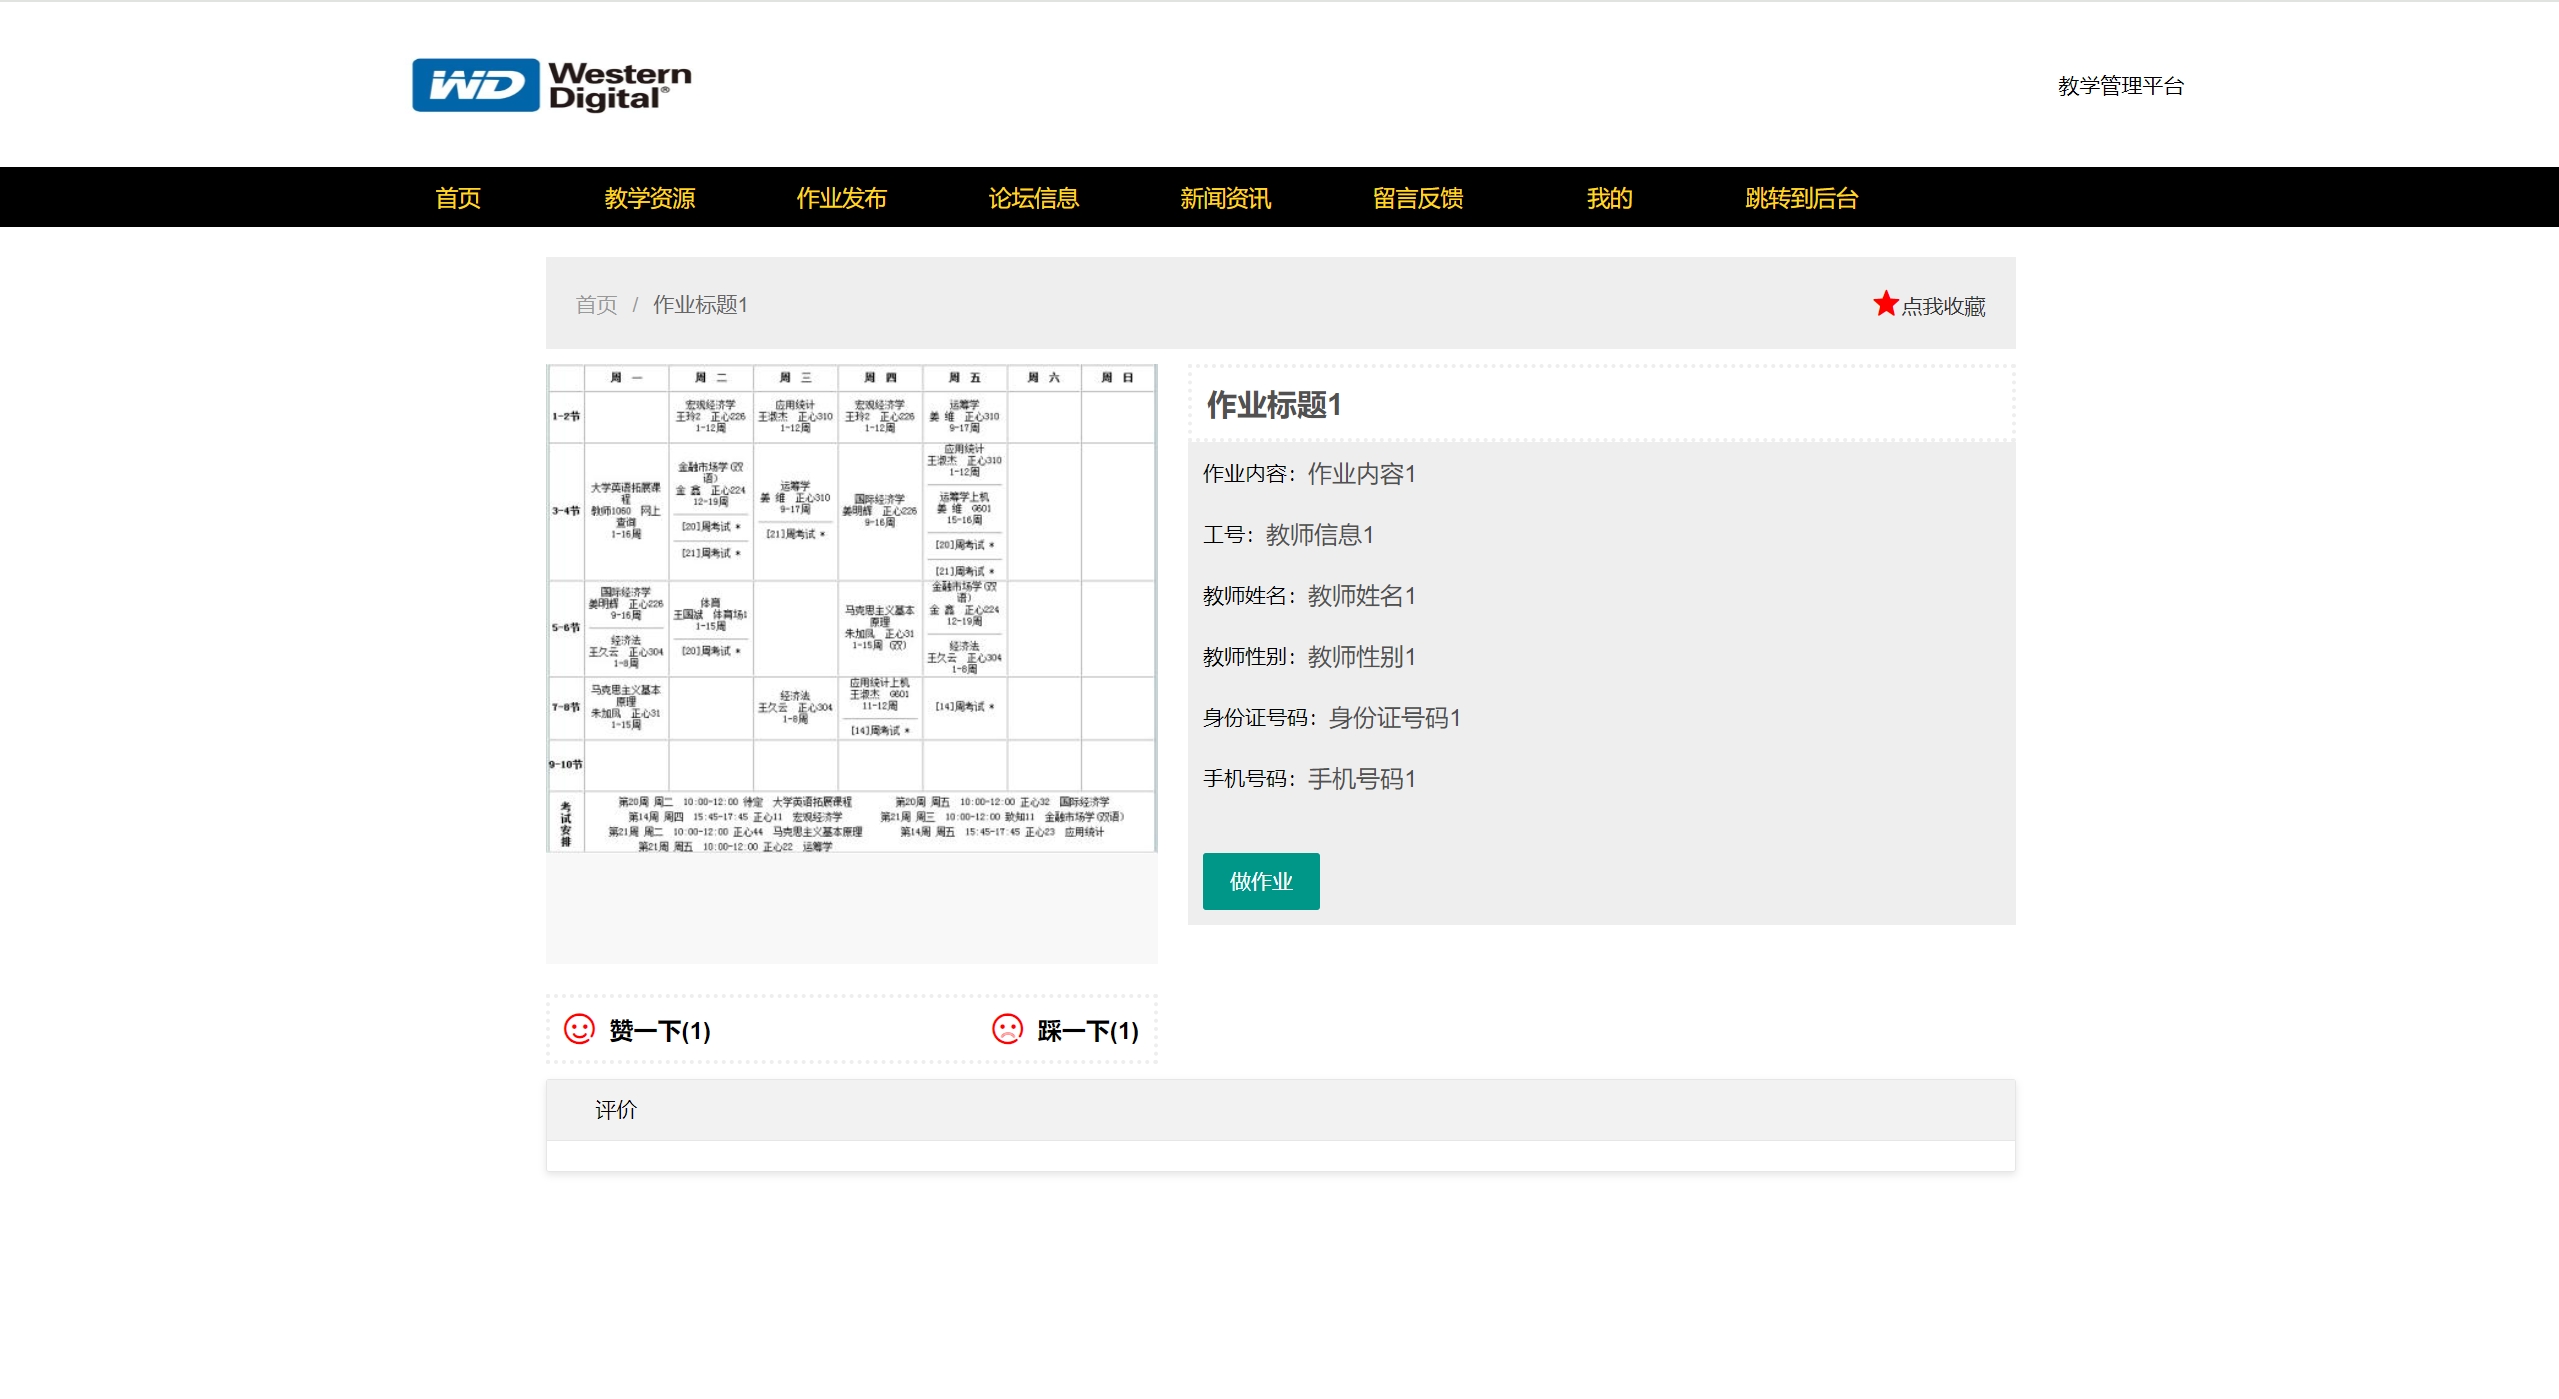 WD Western Digital®
教学管理平台
首页 教学资源 作业发布 论坛信息 新闻资讯 留言反馈 我的 跳转到后台
首页 / 作业标题1
点我收藏
周 一 周 二 周 三 周 四 周 五 周 六 周 日
1-2节
宏观经济学
王玲2 正心226
1-12周
应用统计
王淑杰 正心310
1-12周
宏观经济学
王玲2 正心226
1-12周
运筹学
姜 维 正心310
9-17周
3-4节
大学英语拓展课
程
教师1060 网上
查询
1-16周
金融市场学(双
语)
金 鑫 正心224
12-19周
[20]周考试 *
[21]周考试 *
运筹学
姜 维 正心310
9-17周
[21]周考试 *
国际经济学
姜明辉 正心226
9-16周
应用统计
王淑杰 正心310
1-12周
运筹学上机
姜 维 G601
15-16周
[20]周考试 *
[21]周考试 *
5-6节
国际经济学
姜明辉 正心226
9-16周
经济法
王久云 正心304
1-8周
体育
王国斌 体育场1
1-15周
[20]周考试 *
马克思主义基本
原理
朱加凤 正心31
1-15周 (双)
金融市场学(双
语)
金 鑫 正心224
12-19周
经济法
王久云 正心304
1-8周
7-8节
马克思主义基本
原理
朱加凤 正心31
1-15周
经济法
王久云 正心304
1-8周
应用统计上机
王淑杰 G601
11-12周
[14]周考试 *
[14]周考试 *
9-10节
考试安排
第20周 周二 10:00-12:00 待定 大学英语拓展课程 第20周 周五 10:00-12:00 正心32 国际经济学
第14周 周四 15:45-17:45 正心11 宏观经济学 第21周 周三 10:00-12:00 致知11 金融市场学(双语)
第21周 周二 10:00-12:00 正心44 马克思主义基本原理 第14周 周五 15:45-17:45 正心23 应用统计
第21周 周五 10:00-12:00 正心22 运筹学
作业标题1
作业内容：作业内容1
工号：教师信息1
教师姓名：教师姓名1
教师性别：教师性别1
身份证号码：身份证号码1
手机号码：手机号码1
做作业
赞一下(1)
踩一下(1)
评价